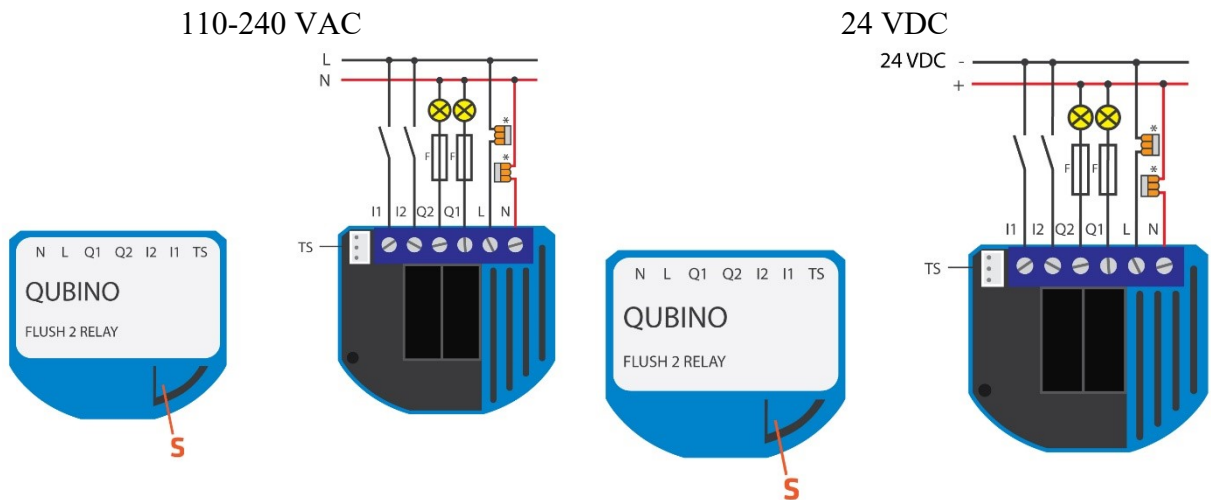 110-240 VAC
L
N
* 
*
F F
I1 I2 Q2 Q1 L N
TS
N L Q1 Q2 I2 I1 TS
QUBINO
FLUSH 2 RELAY
S
24 VDC
24 VDC -
+
*
*
F F
I1 I2 Q2 Q1 L N
TS
N L Q1 Q2 I2 I1 TS
QUBINO
FLUSH 2 RELAY
S